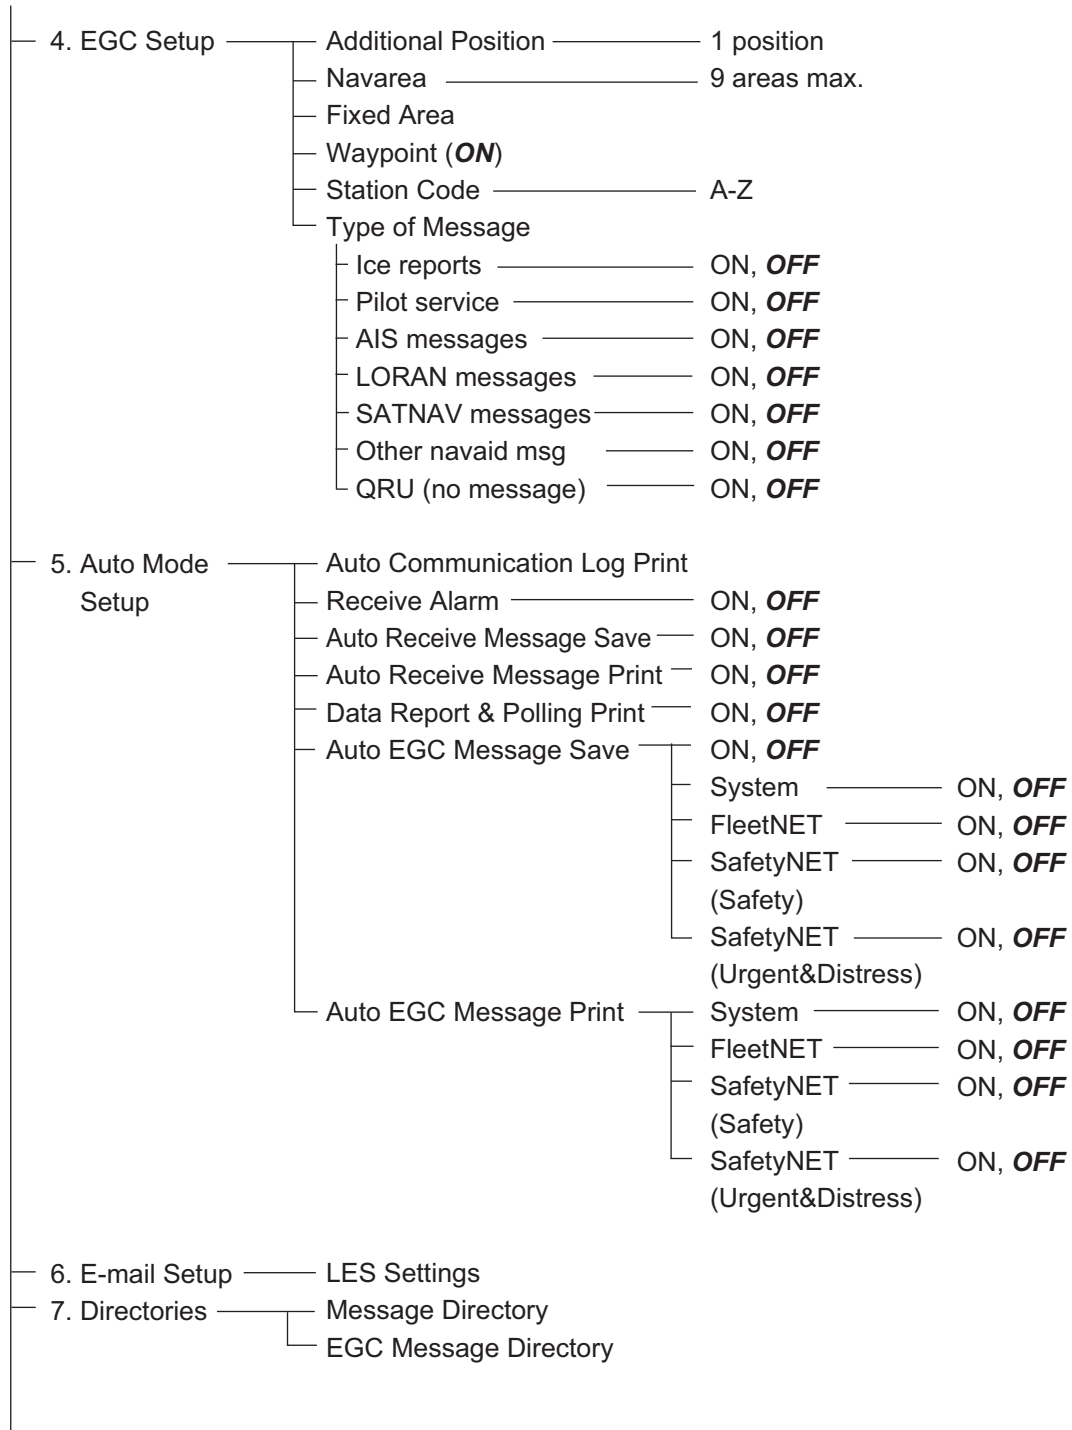 4. EGC Setup Additional Position 1 position
Navarea 9 areas max.
Fixed Area
Waypoint (ON)
Station Code A-Z
Type of Message
Ice reports ON, OFF
Pilot service ON, OFF
AIS messages ON, OFF
LORAN messages ON, OFF
SATNAV messages ON, OFF
Other navaid msg ON, OFF
QRU (no message) ON, OFF
5. Auto Mode Auto Communication Log Print
Setup Receive Alarm ON, OFF
Auto Receive Message Save ON, OFF
Auto Receive Message Print ON, OFF
Data Report & Polling Print ON, OFF
Auto EGC Message Save ON, OFF
System ON, OFF
FleetNET ON, OFF
SafetyNET ON, OFF
(Safety)
SafetyNET ON, OFF
(Urgent&Distress)
Auto EGC Message Print System ON, OFF
FleetNET ON, OFF
SafetyNET ON, OFF
(Safety)
SafetyNET ON, OFF
(Urgent&Distress)
6. E-mail Setup LES Settings
7. Directories Message Directory
EGC Message Directory